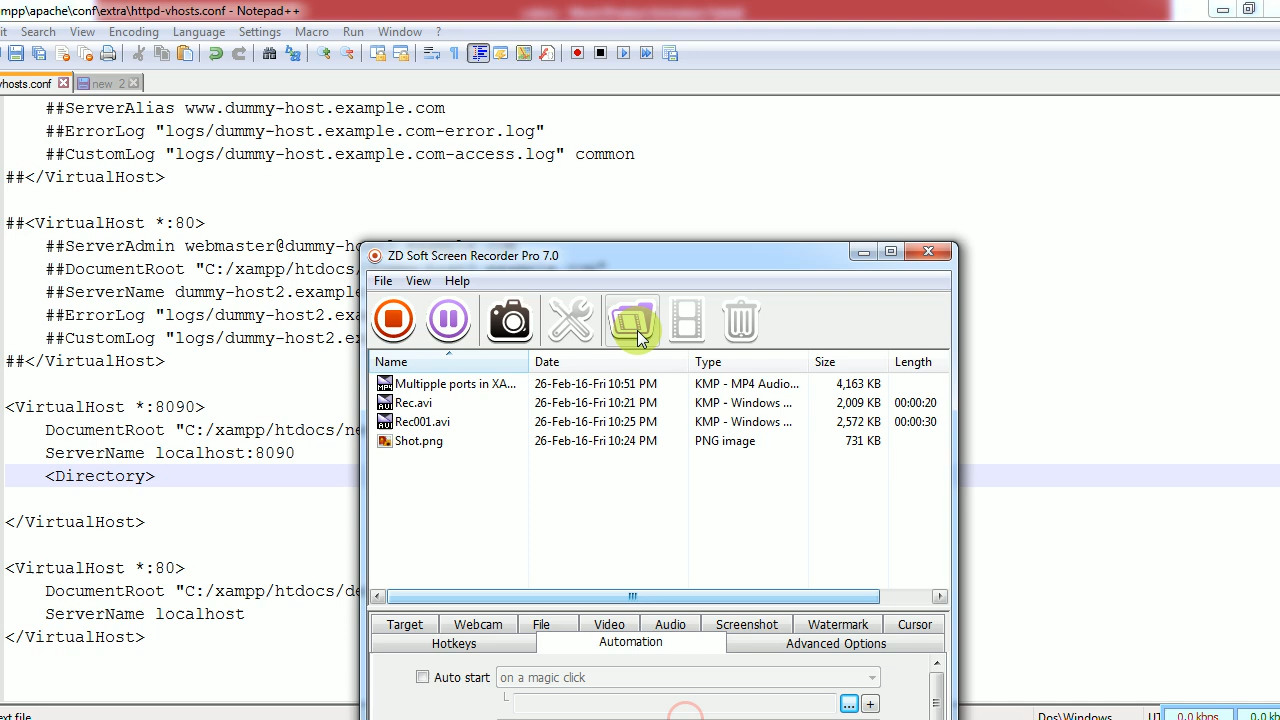 mpp\apache\conf\extra\httpd-vhosts.conf - Notepad++
it Search View Encoding Language Settings Macro Run Window ?
vhosts.conf new 2
##ServerAlias www.dummy-host.example.com
##ErrorLog "logs/dummy-host.example.com-error.log"
##CustomLog "logs/dummy-host.example.com-access.log" common
##</VirtualHost>
##<VirtualHost *:80>
##ServerAdmin webmaster@dummy-ho
##DocumentRoot "C:/xampp/htdocs/
##ServerName dummy-host2.example
##ErrorLog "logs/dummy-host2.exa
##CustomLog "logs/dummy-host2.e
##</VirtualHost>
<VirtualHost *:8090>
DocumentRoot "C:/xampp/htdocs/ne
ServerName localhost:8090
<Directory>
</VirtualHost>
<VirtualHost *:80>
DocumentRoot "C:/xampp/htdocs/de
ServerName localhost
</VirtualHost>
ZD Soft Screen Recorder Pro 7.0
File View Help
Name Date Type Size Length
Multipple ports in XA... 26-Feb-16-Fri 10:51 PM KMP - MP4 Audio... 4,163 KB
Rec.avi 26-Feb-16-Fri 10:21 PM KMP - Windows ... 2,009 KB 00:00:20
Rec001.avi 26-Feb-16-Fri 10:25 PM KMP - Windows ... 2,572 KB 00:00:30
Shot.png 26-Feb-16-Fri 10:24 PM PNG image 731 KB
Target Webcam File Video Audio Screenshot Watermark Cursor
Hotkeys Automation Advanced Options
Auto start on a magic click
... +
ext file Dos\Windows UT 0.0 kbps 0.0 kb